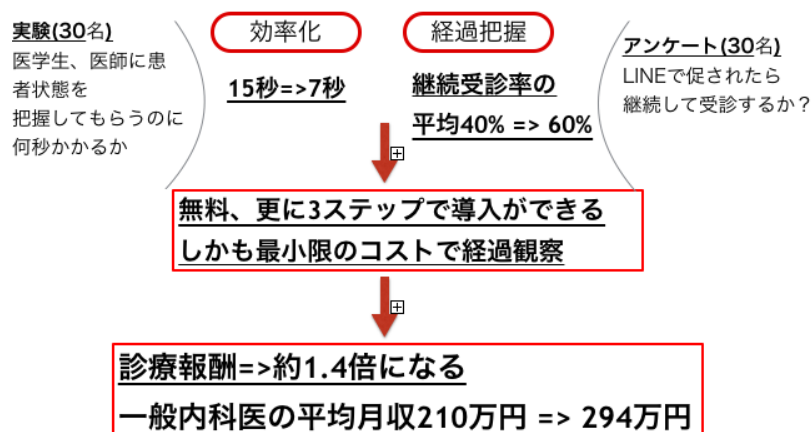 実験(30名)
医学生、医師に患
者状態を
把握してもらうのに
何秒かかるか
効率化
15秒=>7秒
経過把握
継続受診率の
平均40% => 60%
アンケート(30名)
LINEで促されたら
継続して受診するか？
無料、更に3ステップで導入ができる
しかも最小限のコストで経過観察
診療報酬=>約1.4倍になる
一般内科医の平均月収210万円 => 294万円